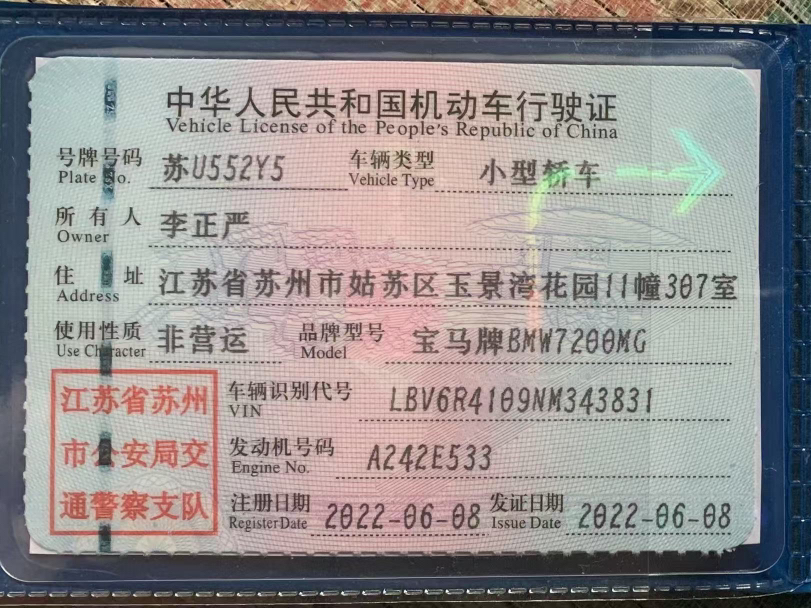 中华人民共和国机动车行驶证
Vehicle License of the People's Republic of China
号牌号码 苏U552Y5 车辆类型 小型轿车
Plate No. Vehicle Type
所有人 李正严
Owner
住址 江苏省苏州市姑苏区玉景湾花园11幢307室
Address
使用性质 非营运 品牌型号 宝马牌BMW7200MG
Use Character Model
江苏省苏州
市公安局交
通警察支队
车辆识别代号 LBV6R4109NM343831
VIN
发动机号码 A242E533
Engine No.
注册日期 2022-06-08 发证日期 2022-06-08
Register Date Issue Date